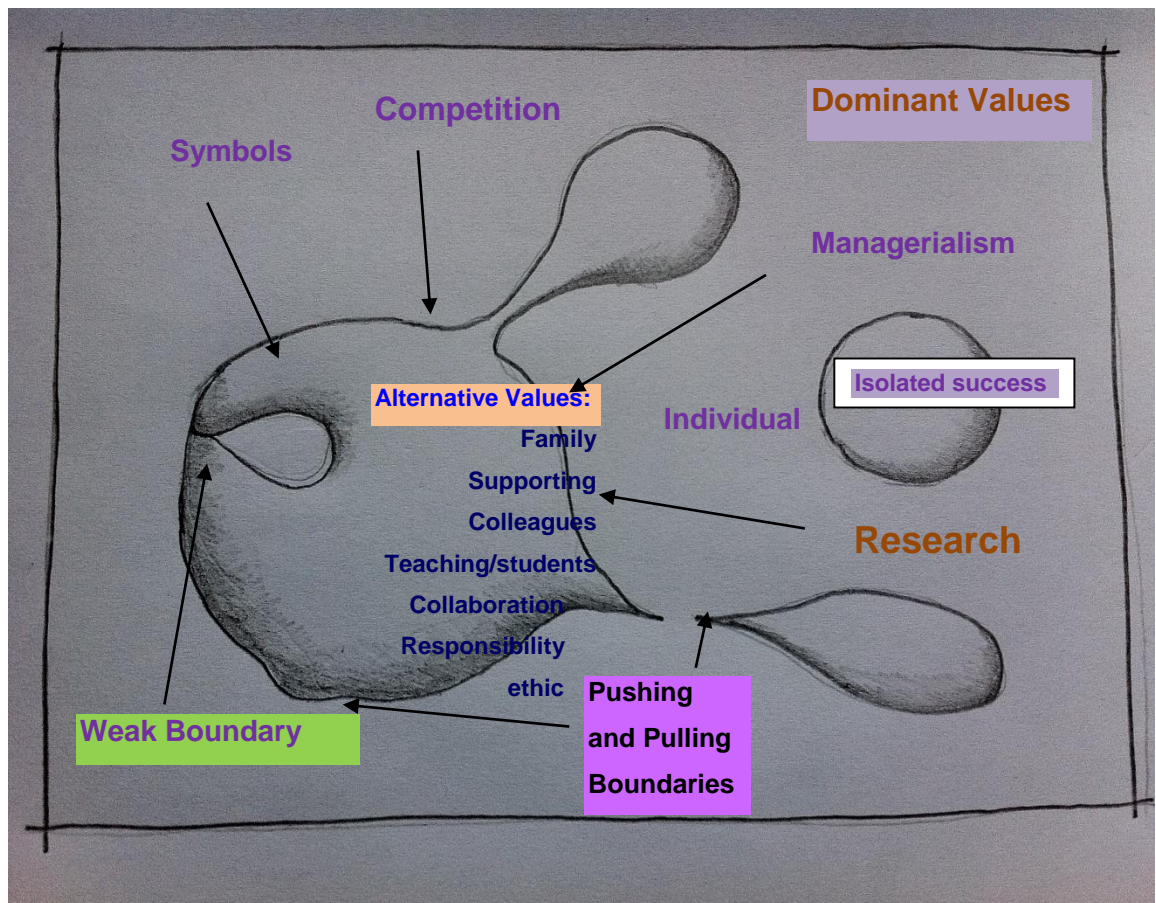 Competition
Dominant Values
Symbols
Managerialism
Isolated success
Alternative Values:
Individual
Family
Supporting
Colleagues
Research
Teaching/students
Collaboration
Responsibility
ethic
Pushing
and Pulling
Boundaries
Weak Boundary